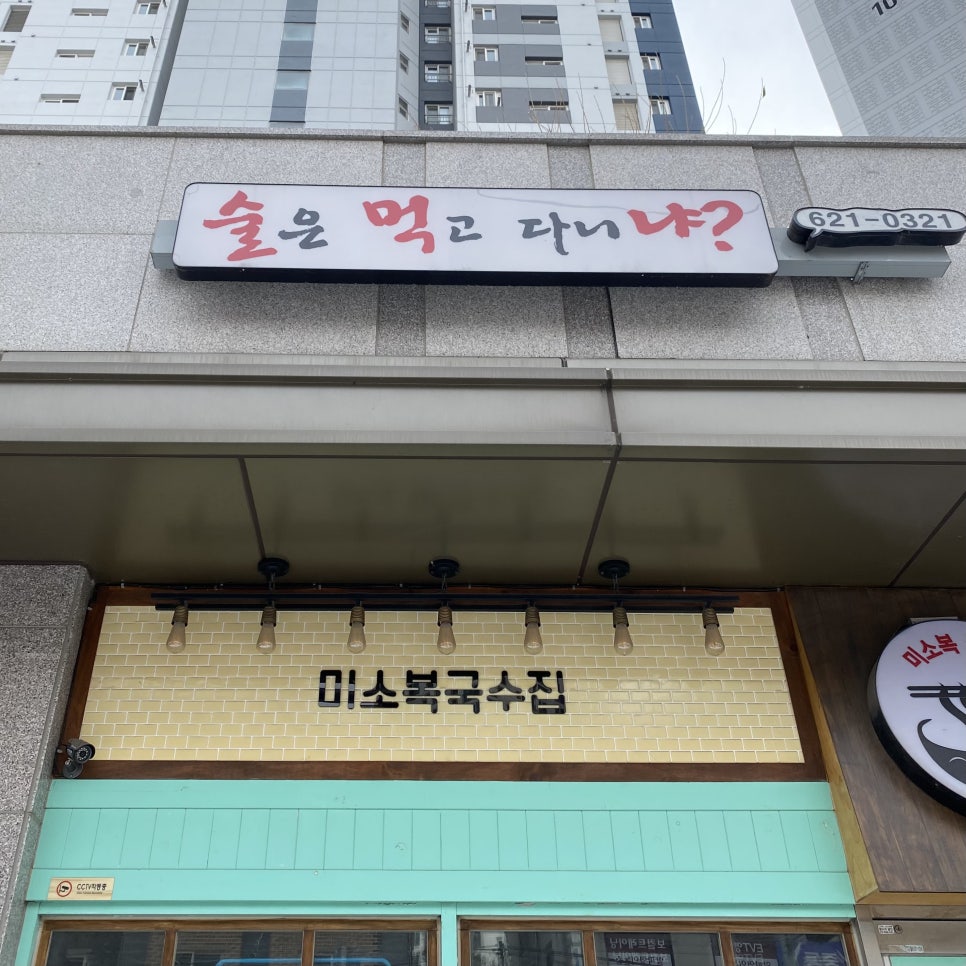 10
술은 먹고 다니냐?
621-0321
미소복국수집
미소복
CCTV작동중